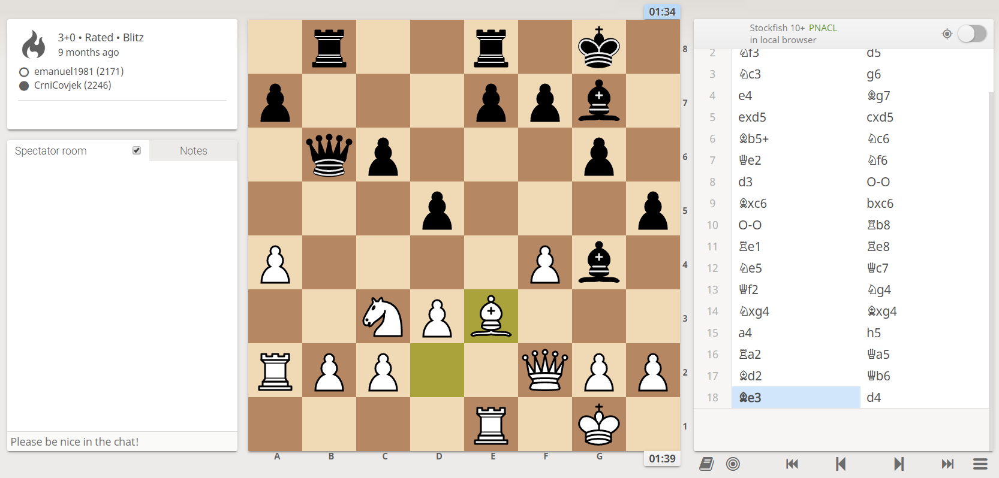 01:34
3+0 • Rated • Blitz
9 months ago
emanuel1981 (2171)
CrniCovjek (2246)
Spectator room
Notes
Please be nice in the chat!
8
7
6
5
4
3
2
1
A B C D E F G
01:39
Stockfish 10+ PNACL
in local browser
2 ♘f3 d5
3 ♘c3 g6
4 e4 ♗g7
5 exd5 cxd5
6 ♗b5+ ♘c6
7 ♕e2 ♘f6
8 d3 O-O
9 ♗xc6 bxc6
10 O-O ♖b8
11 ♖e1 ♖e8
12 ♘e5 ♕c7
13 ♕f2 ♘g4
14 ♘xg4 ♗xg4
15 a4 h5
16 ♖a2 ♕a5
17 ♗d2 ♕b6
18 ♗e3 d4